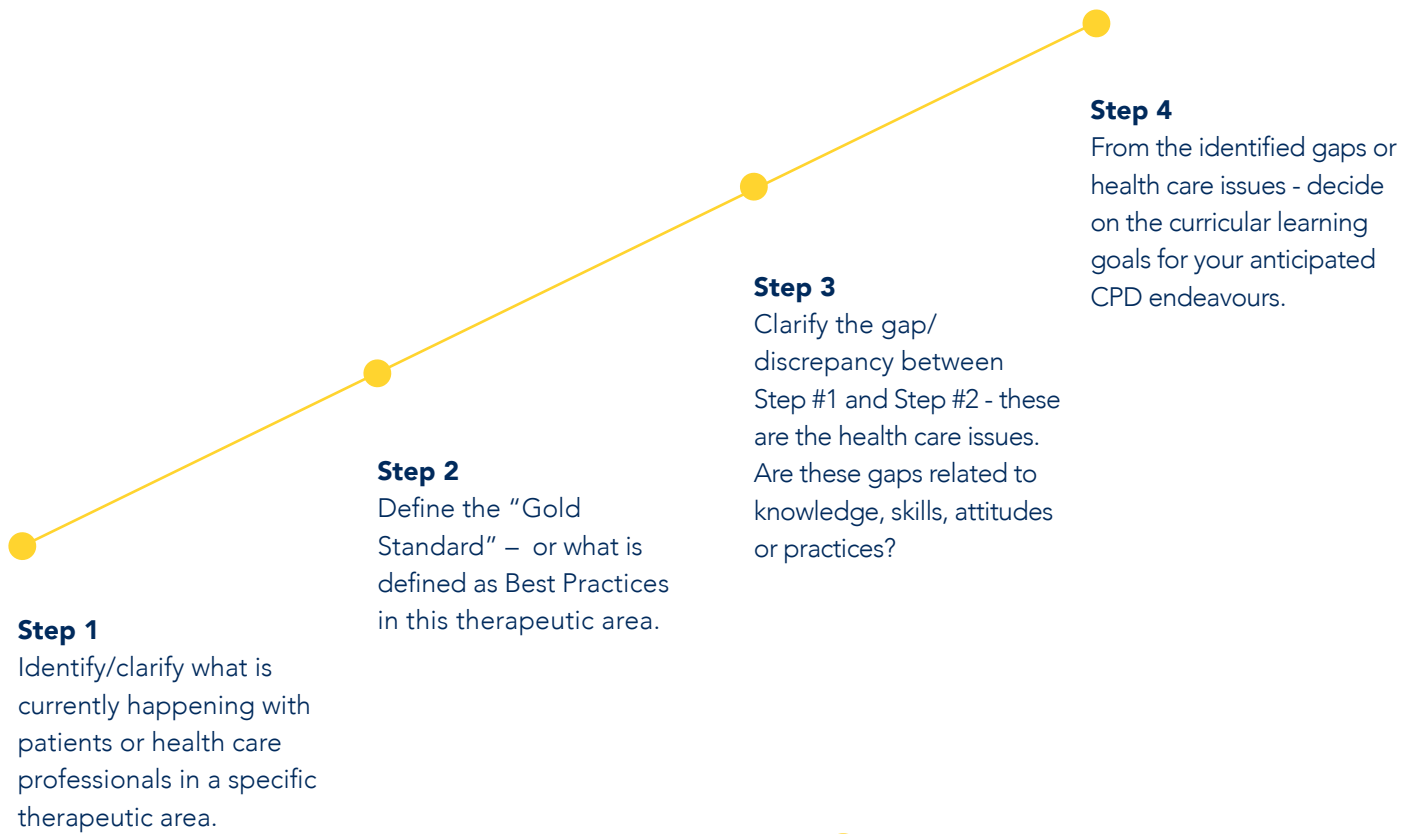 Step 1
Identify/clarify what is
currently happening with
patients or health care
professionals in a specific
therapeutic area.
Step 2
Define the “Gold
Standard” – or what is
defined as Best Practices
in this therapeutic area.
Step 3
Clarify the gap/
discrepancy between
Step #1 and Step #2 - these
are the health care issues.
Are these gaps related to
knowledge, skills, attitudes
or practices?
Step 4
From the identified gaps or
health care issues - decide
on the curricular learning
goals for your anticipated
CPD endeavours.